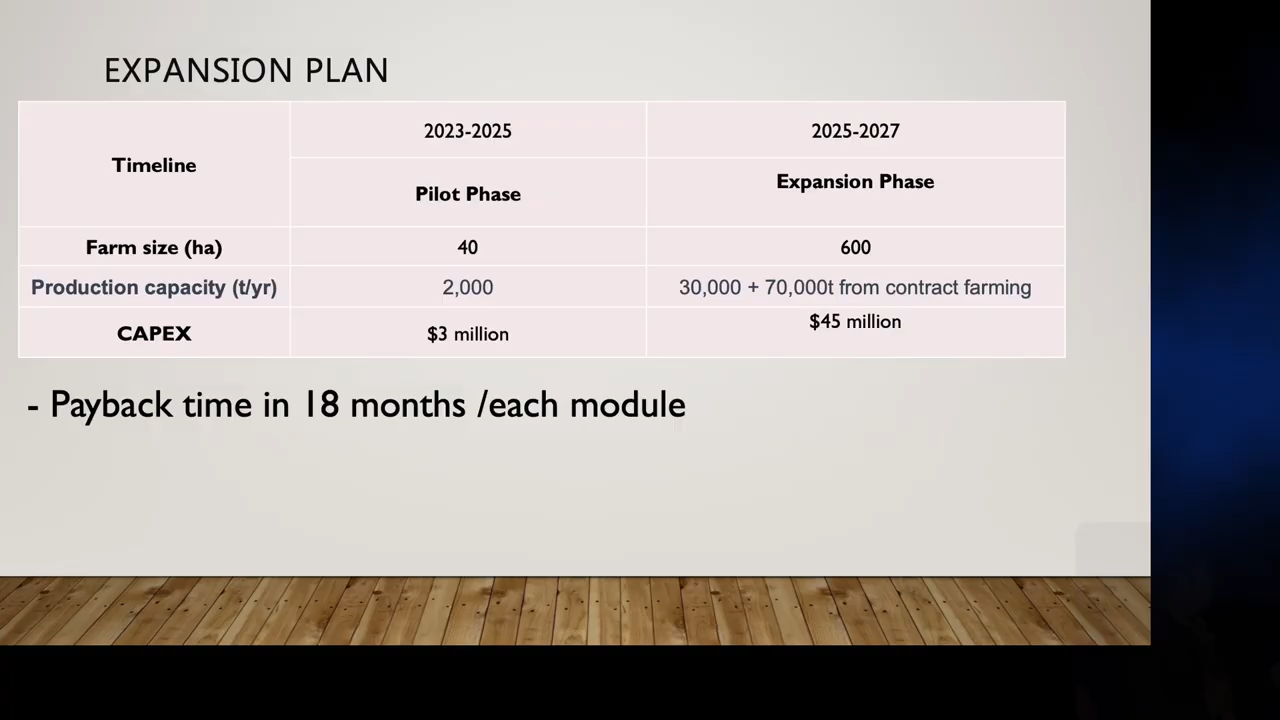 EXPANSION PLAN
Timeline
2023-2025
2025-2027
Pilot Phase
Expansion Phase
Farm size (ha)
40
600
Production capacity (t/yr)
2,000
30,000 + 70,000t from contract farming
CAPEX
$3 million
$45 million
- Payback time in 18 months /each module